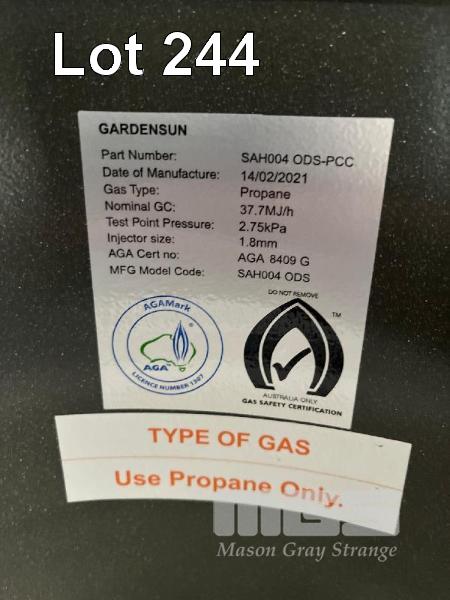 Lot 244
GARDENSUN
Part Number: SAH004 ODS-PCC
Date of Manufacture: 14/02/2021
Gas Type: Propane
Nominal GC: 37.7MJ/h
Test Point Pressure: 2.75kPa
Injector size: 1.8mm
AGA Cert no: AGA 8409 G
MFG Model Code: SAH004 ODS
AGAMark
AGA
LICENCE NUMBER 1307
DO NOT REMOVE
TM
AUSTRALIA ONLY
GAS SAFETY CERTIFICATION
TYPE OF GAS
Use Propane Only.
MGS
Mason Gray Strange